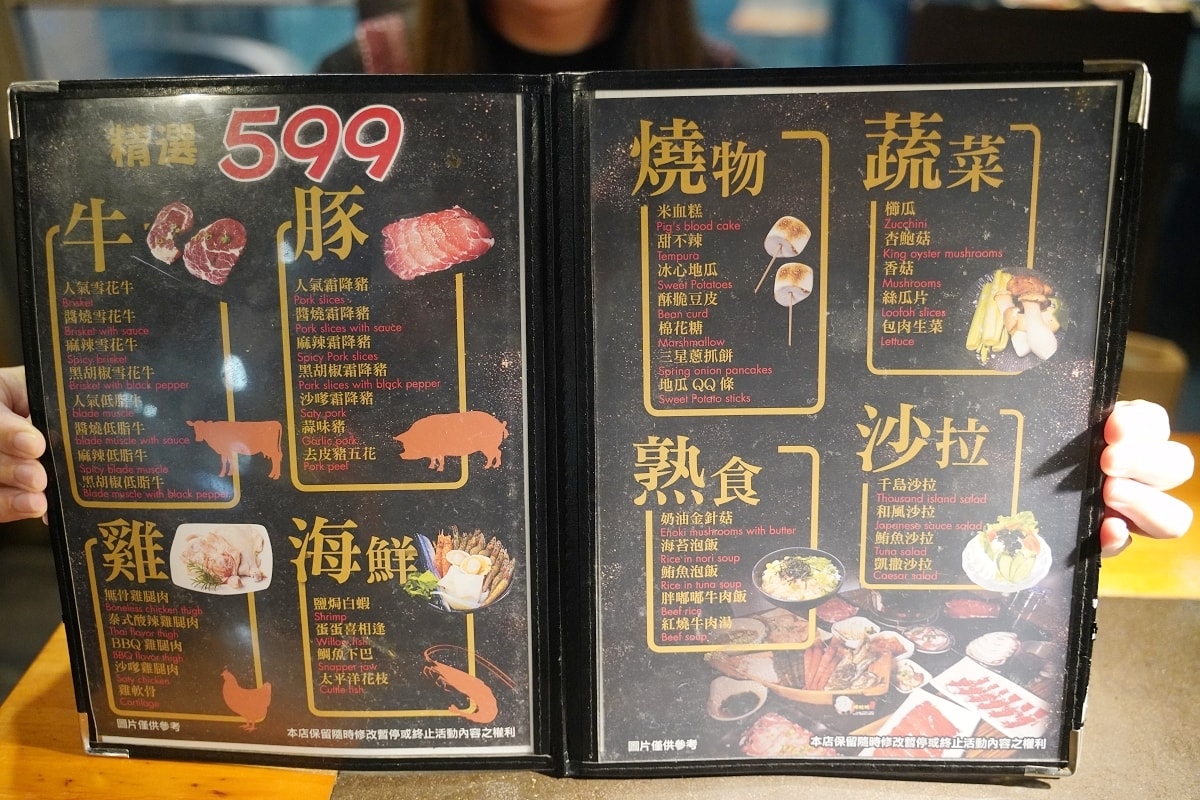 精選 599
牛
人氣雪花牛
Brisket
醬燒雪花牛
Brisket with sauce
麻辣雪花牛
Spicy brisket
黑胡椒雪花牛
Brisket with black pepper
人氣低脂牛
blade muscle
醬燒低脂牛
blade muscle with sauce
麻辣低脂牛
Spicy blade muscle
黑胡椒低脂牛
Blade muscle with black pepper
豚
人氣霜降豬
Pork slices
醬燒霜降豬
Pork slices with sauce
麻辣霜降豬
Spicy Pork slices
黑胡椒霜降豬
Pork slices with black pepper
沙嗲霜降豬
Saty pork
蒜味豬
Garlic pork
去皮豬五花
Pork peel
雞
無骨雞腿肉
Boneless chicken thigh
泰式酸辣雞腿肉
Thai flavor thigh
BBQ 雞腿肉
BBQ flavor thigh
沙嗲雞腿肉
Saty chicken
雞軟骨
Cartilage
海鮮
鹽焗白蝦
Shrimp
蛋蛋喜相逢
Willow fish
鯛魚下巴
Snapper jaw
太平洋花枝
Cuttle fish
圖片僅供參考
本店保留隨時修改暫停或終止活動內容之權利
燒物
米血糕
Pig's blood cake
甜不辣
Tempura
冰心地瓜
Sweet Potatoes
酥脆豆皮
Bean curd
棉花糖
Marshmallow
三星蔥抓餅
Spring onion pancakes
地瓜 QQ 條
Sweet Potato sticks
蔬菜
櫛瓜
Zucchini
杏鮑菇
King oyster mushrooms
香菇
Mushrooms
絲瓜片
Loofah slices
包肉生菜
Lettuce
熟食
奶油金針菇
Enoki mushrooms with butter
海苔泡飯
Rice in nori soup
鮪魚泡飯
Rice in tuna soup
胖嘟嘟牛肉飯
Beef rice
紅燒牛肉湯
Beef soup
沙拉
千島沙拉
Thousand island salad
和風沙拉
Japanese sauce salad
鮪魚沙拉
Tuna salad
凱撒沙拉
Caesar salad
圖片僅供參考
本店保留隨時修改暫停或終止活動內容之權利